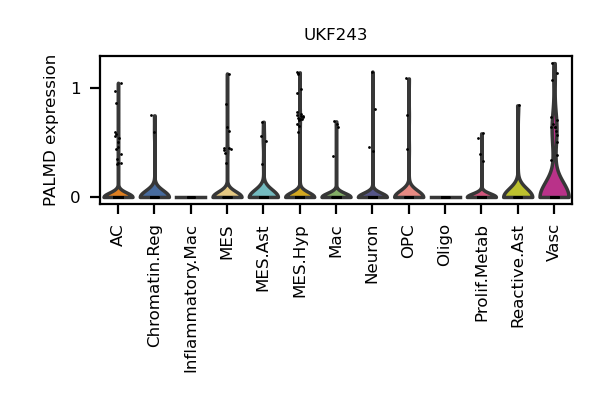 UKF243
PALMD expression
1
0
AC
Chromatin.Reg
Inflammatory.Mac
MES
MES.Ast
MES.Hyp
Mac
Neuron
OPC
Oligo
Prolif.Metab
Reactive.Ast
Vasc